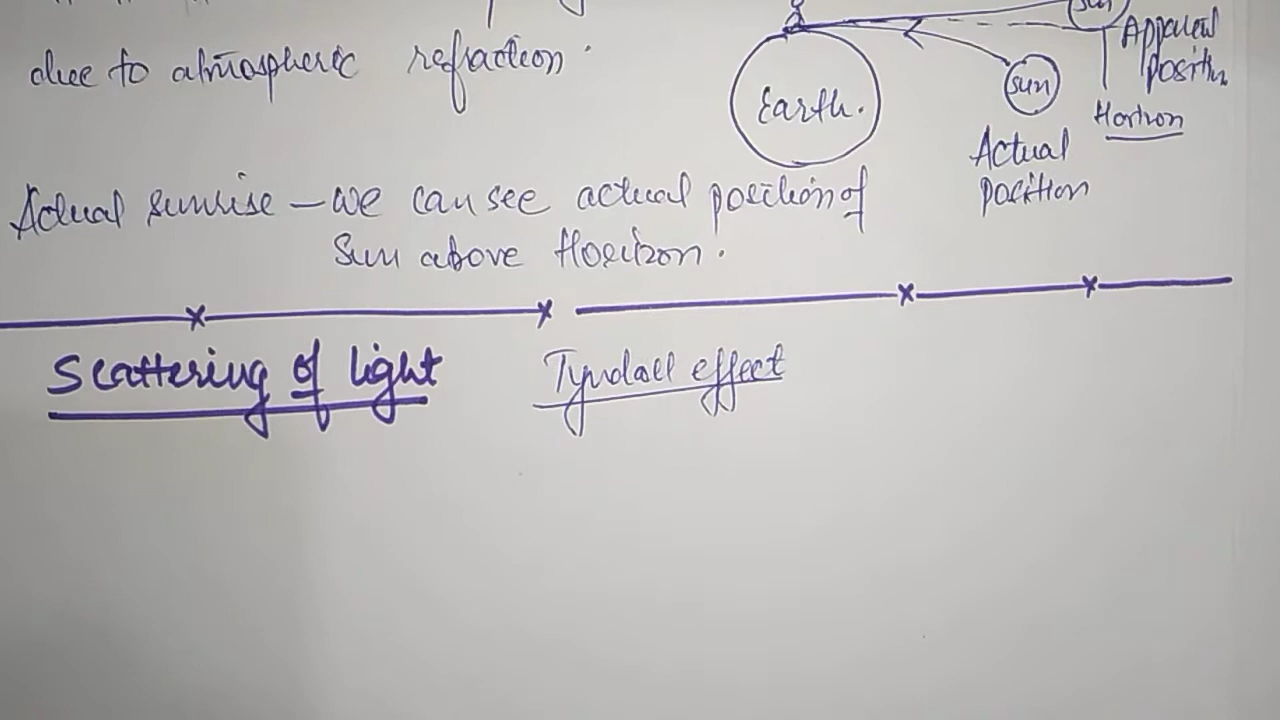 due to atmospheric refraction.
Sun
Apparent
position
Earth.
Sun
Horizon
Actual
position
Actual sunrise – we can see actual position of
Sun above Horizon.
Scattering of light
Tyndall effect